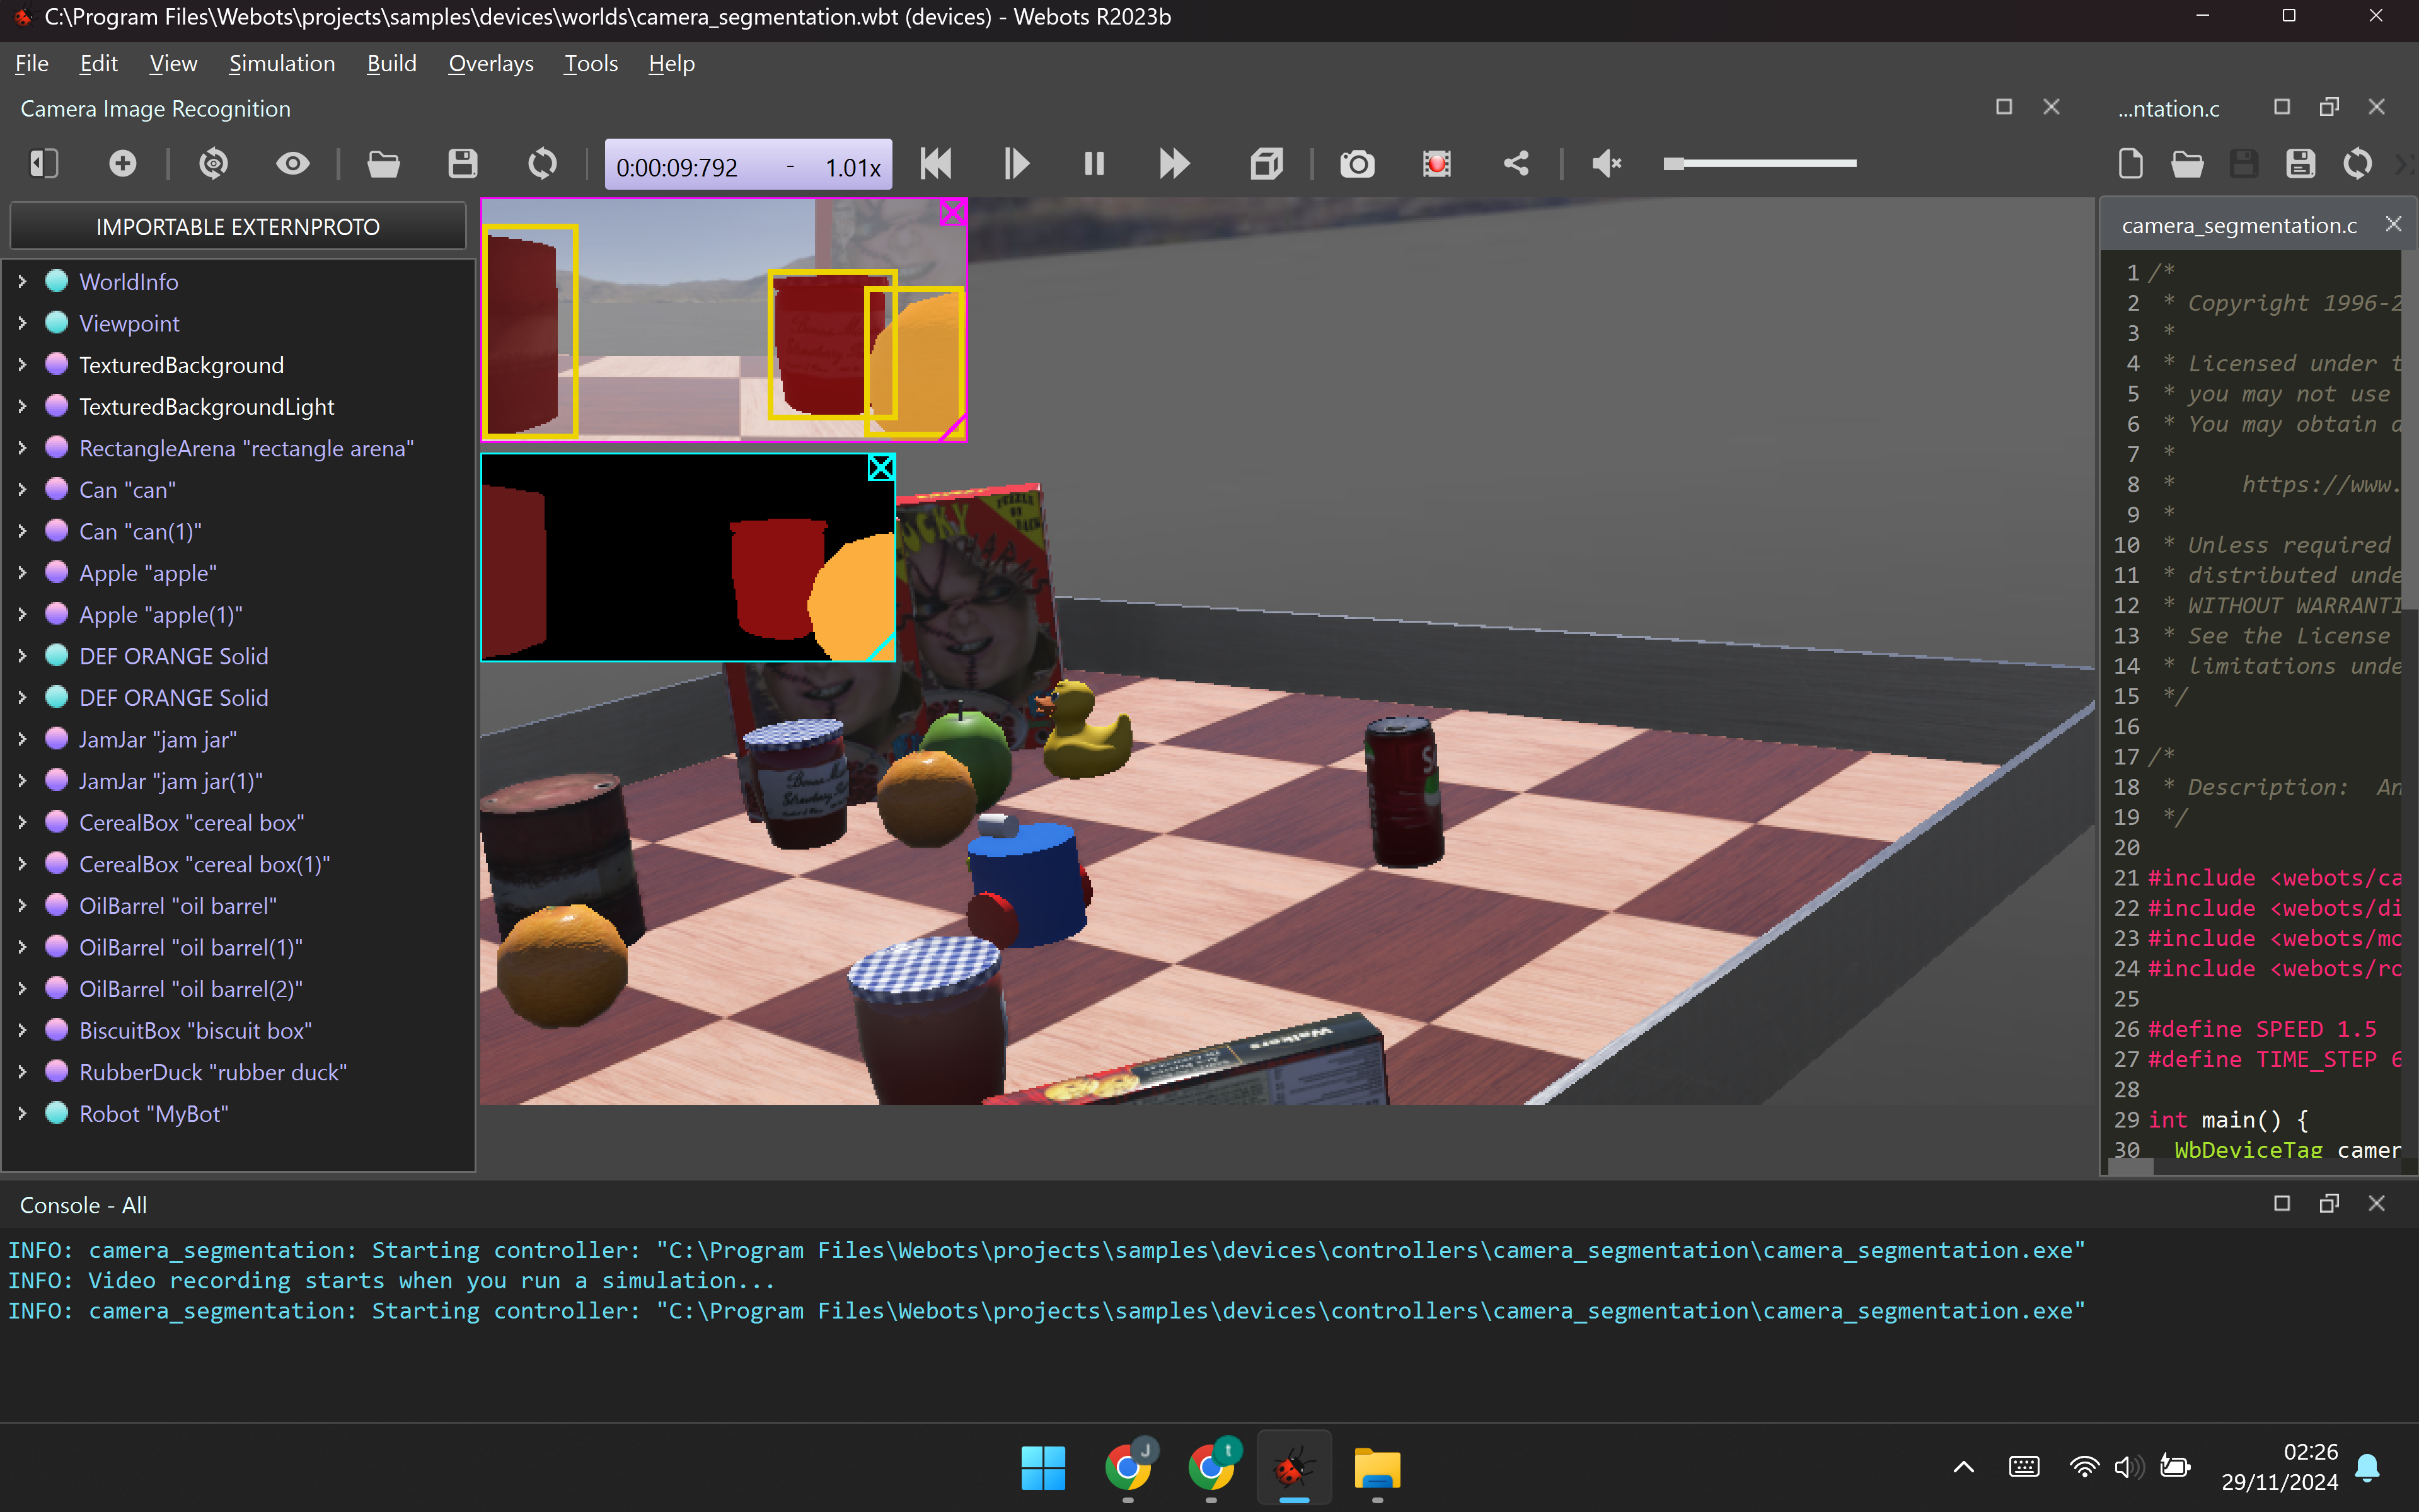 C:\Program Files\Webots\projects\samples\devices\worlds\camera_segmentation.wbt (devices) - Webots R2023b
File Edit View Simulation Build Overlays Tools Help
Camera Image Recognition
...ntation.c
0:00:09:792 - 1.01x
IMPORTABLE EXTERNPROTO
WorldInfo
Viewpoint
TexturedBackground
TexturedBackgroundLight
RectangleArena "rectangle arena"
Can "can"
Can "can(1)"
Apple "apple"
Apple "apple(1)"
DEF ORANGE Solid
DEF ORANGE Solid
JamJar "jam jar"
JamJar "jam jar(1)"
CerealBox "cereal box"
CerealBox "cereal box(1)"
OilBarrel "oil barrel"
OilBarrel "oil barrel(1)"
OilBarrel "oil barrel(2)"
BiscuitBox "biscuit box"
RubberDuck "rubber duck"
Robot "MyBot"
Bonne
Strawberry
Walkers
camera_segmentation.c
1 /*
2 * Copyright 1996-2
3 *
4 * Licensed under t
5 * you may not use
6 * You may obtain a
7 *
8 * https://www.
9 *
10 * Unless required
11 * distributed unde
12 * WITHOUT WARRANTI
13 * See the License
14 * limitations unde
15 */
16
17 /*
18 * Description: An
19 */
20
21 #include <webots/ca
22 #include <webots/di
23 #include <webots/mo
24 #include <webots/ro
25
26 #define SPEED 1.5
27 #define TIME_STEP 6
28
29 int main() {
30 WbDeviceTag camer
Console - All
INFO: camera_segmentation: Starting controller: "C:\Program Files\Webots\projects\samples\devices\controllers\camera_segmentation\camera_segmentation.exe"
INFO: Video recording starts when you run a simulation...
INFO: camera_segmentation: Starting controller: "C:\Program Files\Webots\projects\samples\devices\controllers\camera_segmentation\camera_segmentation.exe"
J
t
02:26
29/11/2024